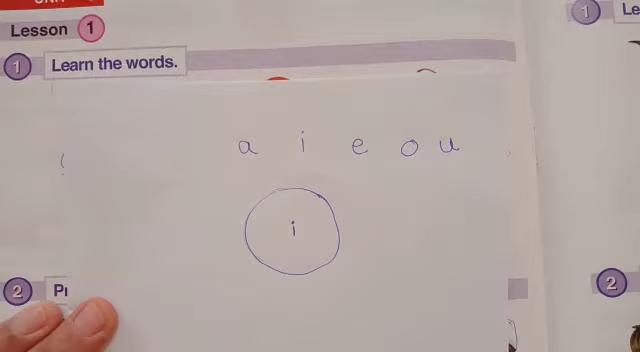 Lesson 1
1 Le
1 Learn the words.
a i e o u
i
2
2